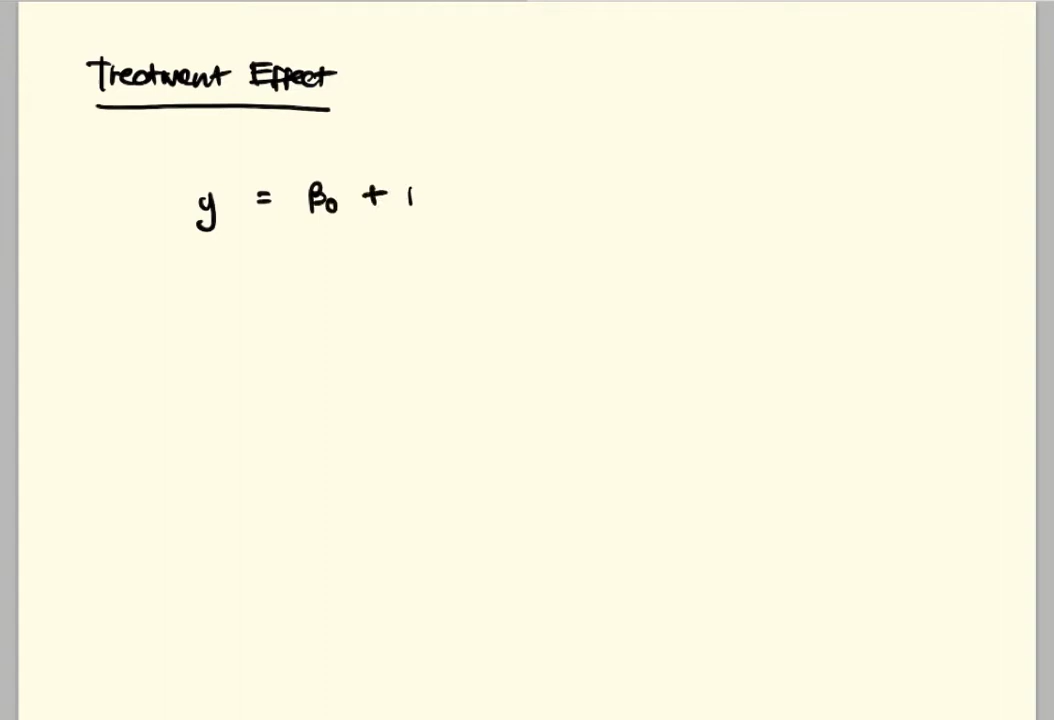 Treatment Effect
y = β₀ +